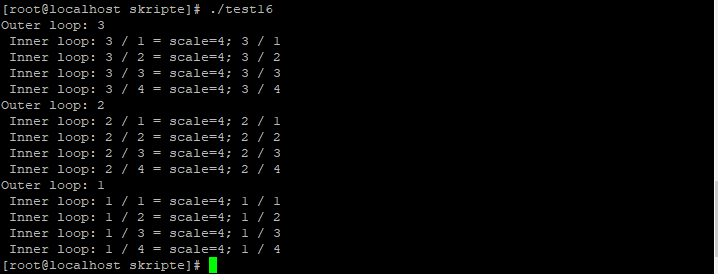 [root@localhost skripte]# ./test16
Outer loop: 3
 Inner loop: 3 / 1 = scale=4; 3 / 1
 Inner loop: 3 / 2 = scale=4; 3 / 2
 Inner loop: 3 / 3 = scale=4; 3 / 3
 Inner loop: 3 / 4 = scale=4; 3 / 4
Outer loop: 2
 Inner loop: 2 / 1 = scale=4; 2 / 1
 Inner loop: 2 / 2 = scale=4; 2 / 2
 Inner loop: 2 / 3 = scale=4; 2 / 3
 Inner loop: 2 / 4 = scale=4; 2 / 4
Outer loop: 1
 Inner loop: 1 / 1 = scale=4; 1 / 1
 Inner loop: 1 / 2 = scale=4; 1 / 2
 Inner loop: 1 / 3 = scale=4; 1 / 3
 Inner loop: 1 / 4 = scale=4; 1 / 4
[root@localhost skripte]#